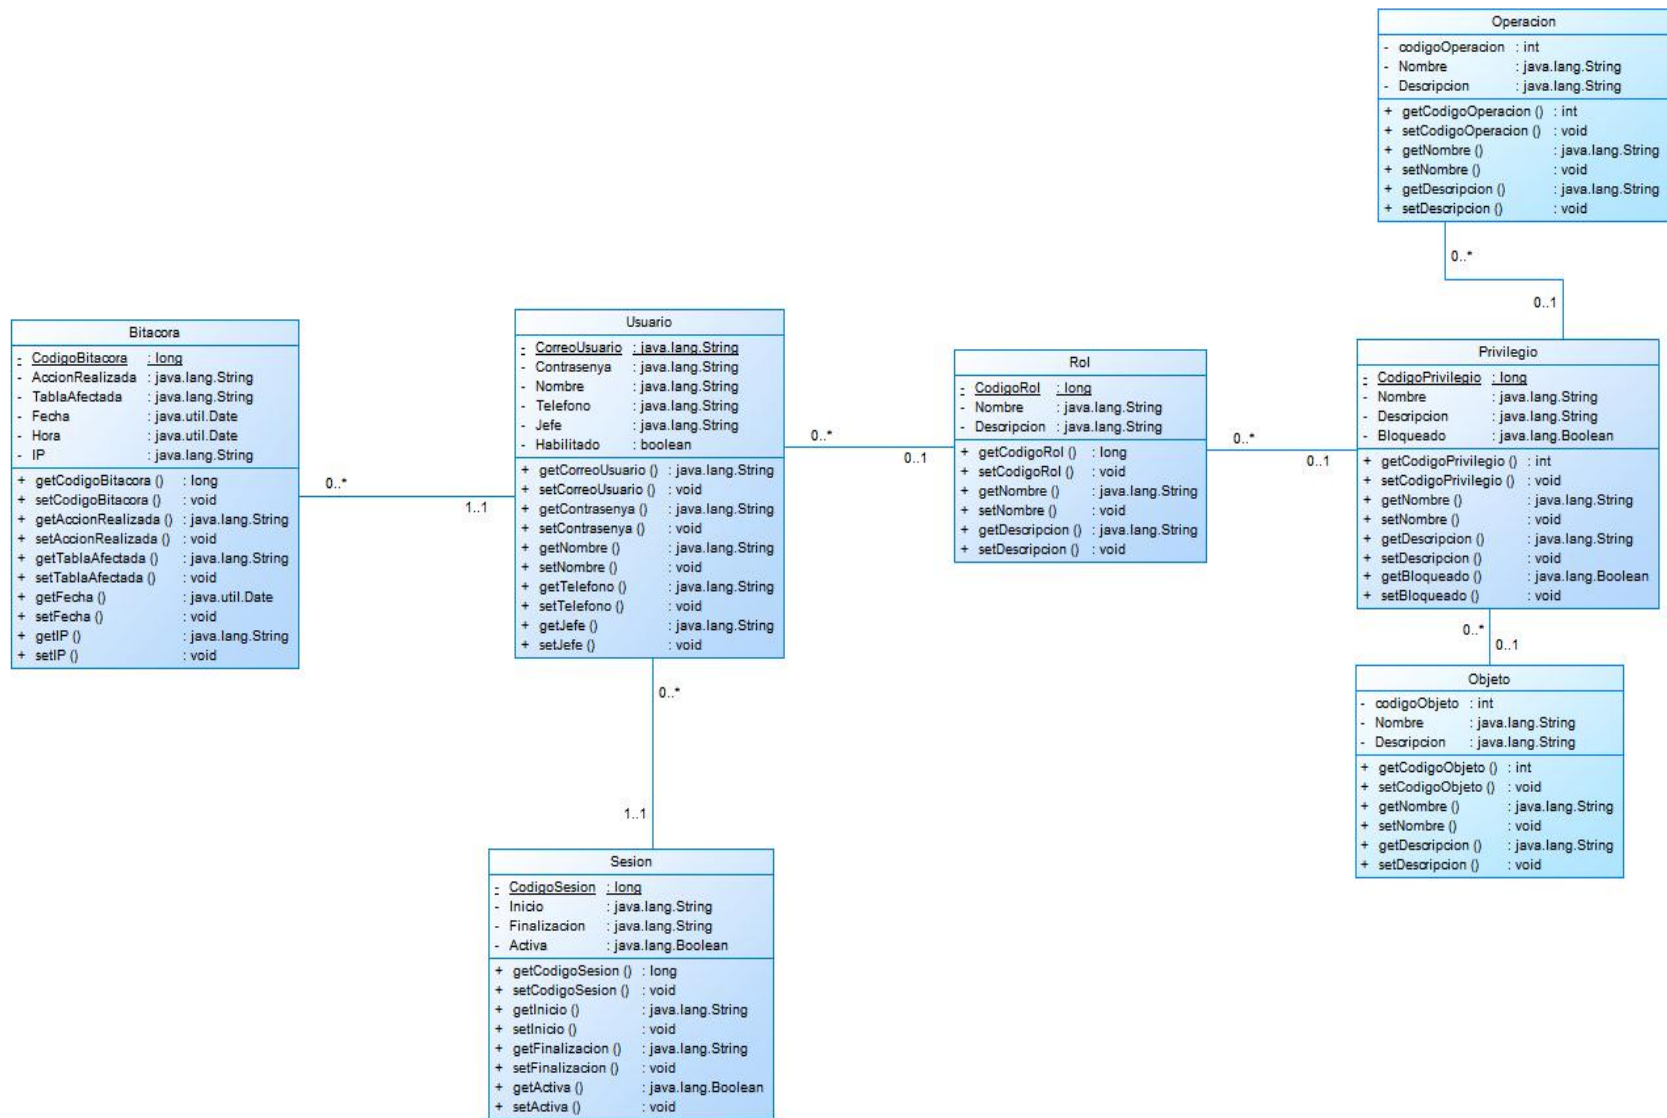 Operacion
- codigoOperacion : int
- Nombre : java.lang.String
- Descripcion : java.lang.String
+ getCodigoOperacion () : int
+ setCodigoOperacion () : void
+ getNombre () : java.lang.String
+ setNombre () : void
+ getDescripcion () : java.lang.String
+ setDescripcion () : void
0..*
0..1
Bitacora
- CodigoBitacora : long
- AccionRealizada : java.lang.String
- TablaAfectada : java.lang.String
- Fecha : java.util.Date
- Hora : java.util.Date
- IP : java.lang.String
+ getCodigoBitacora () : long
+ setCodigoBitacora () : void
+ getAccionRealizada () : java.lang.String
+ setAccionRealizada () : void
+ getTablaAfectada () : java.lang.String
+ setTablaAfectada () : void
+ getFecha () : java.util.Date
+ setFecha () : void
+ getIP () : java.lang.String
+ setIP () : void
0..*
1..1
Usuario
- CorreoUsuario : java.lang.String
- Contrasenya : java.lang.String
- Nombre : java.lang.String
- Telefono : java.lang.String
- Jefe : java.lang.String
- Habilitado : boolean
+ getCorreoUsuario () : java.lang.String
+ setCorreoUsuario () : void
+ getContrasenya () : java.lang.String
+ setContrasenya () : void
+ getNombre () : java.lang.String
+ setNombre () : void
+ getTelefono () : java.lang.String
+ setTelefono () : void
+ getJefe () : java.lang.String
+ setJefe () : void
0..*
0..1
Rol
- CodigoRol : long
- Nombre : java.lang.String
- Descripcion : java.lang.String
+ getCodigoRol () : long
+ setCodigoRol () : void
+ getNombre () : java.lang.String
+ setNombre () : void
+ getDescripcion () : java.lang.String
+ setDescripcion () : void
0..*
0..1
Privilegio
- CodigoPrivilegio : long
- Nombre : java.lang.String
- Descripcion : java.lang.String
- Bloqueado : java.lang.Boolean
+ getCodigoPrivilegio () : int
+ setCodigoPrivilegio () : void
+ getNombre () : java.lang.String
+ setNombre () : void
+ getDescripcion () : java.lang.String
+ setDescripcion () : void
+ getBloqueado () : java.lang.Boolean
+ setBloqueado () : void
0..*
0..1
Objeto
- codigoObjeto : int
- Nombre : java.lang.String
- Descripcion : java.lang.String
+ getCodigoObjeto () : int
+ setCodigoObjeto () : void
+ getNombre () : java.lang.String
+ setNombre () : void
+ getDescripcion () : java.lang.String
+ setDescripcion () : void
0..*
1..1
Sesion
- CodigoSesion : long
- Inicio : java.lang.String
- Finalizacion : java.lang.String
- Activa : java.lang.Boolean
+ getCodigoSesion () : long
+ setCodigoSesion () : void
+ getInicio () : java.lang.String
+ setInicio () : void
+ getFinalizacion () : java.lang.String
+ setFinalizacion () : void
+ getActiva () : java.lang.Boolean
+ setActiva () : void